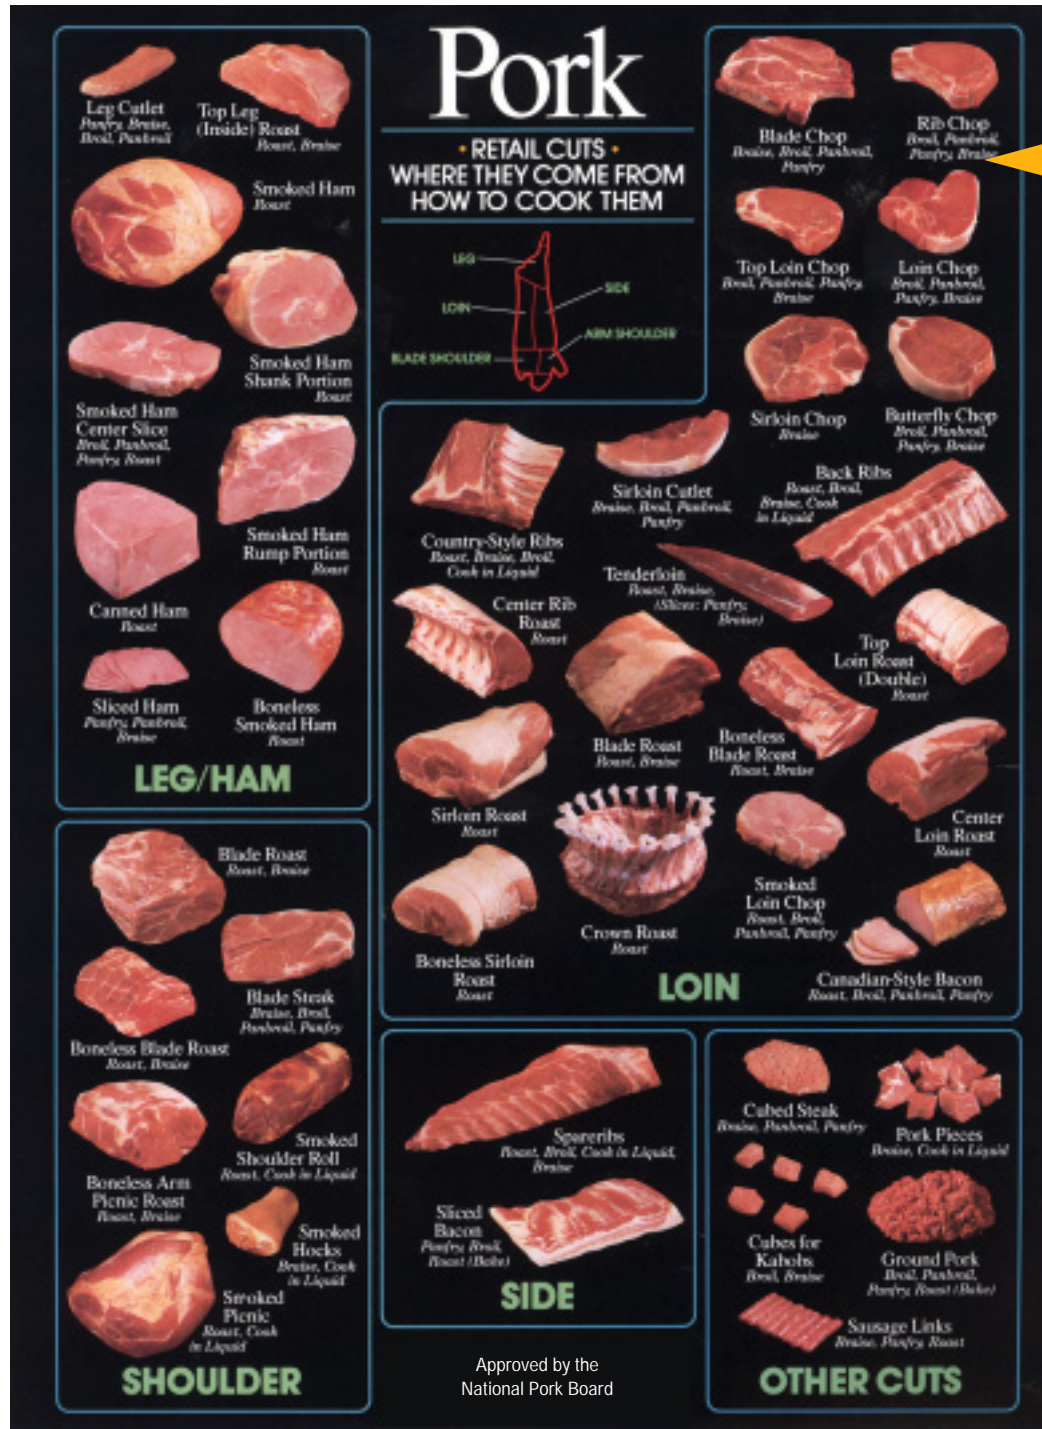 Pork
• RETAIL CUTS •
WHERE THEY COME FROM
HOW TO COOK THEM
LEG
SIDE
LOIN
ARM SHOULDER
BLADE SHOULDER
Leg Cutlet
Panfry, Braise,
Broil, Panbroil
Top Leg
(Inside) Roast
Roast, Braise
Smoked Ham
Roast
Smoked Ham
Shank Portion
Roast
Smoked Ham
Center Slice
Broil, Panbroil,
Panfry, Roast
Smoked Ham
Rump Portion
Roast
Canned Ham
Roast
Sliced Ham
Panfry, Panbroil,
Braise
Boneless
Smoked Ham
Roast
LEG/HAM
Blade Chop
Braise, Broil, Panbroil,
Panfry
Rib Chop
Broil, Panbroil,
Panfry, Braise
Top Loin Chop
Broil, Panbroil, Panfry,
Braise
Loin Chop
Broil, Panbroil,
Panfry, Braise
Sirloin Chop
Braise
Butterfly Chop
Broil, Panbroil,
Panfry, Braise
Country-Style Ribs
Roast, Braise, Broil,
Cook in Liquid
Sirloin Cutlet
Braise, Broil, Panbroil,
Panfry
Back Ribs
Roast, Broil,
Braise, Cook
in Liquid
Tenderloin
Roast, Braise,
(Slices: Panfry,
Braise)
Center Rib
Roast
Roast
Top
Loin Roast
(Double)
Roast
Blade Roast
Roast, Braise
Boneless
Blade Roast
Roast, Braise
Sirloin Roast
Roast
Center
Loin Roast
Roast
Smoked
Loin Chop
Roast, Broil,
Panbroil, Panfry
Crown Roast
Roast
Boneless Sirloin
Roast
Roast
Canadian-Style Bacon
Roast, Broil, Panbroil, Panfry
LOIN
Blade Roast
Roast, Braise
Blade Steak
Braise, Broil,
Panbroil, Panfry
Boneless Blade Roast
Roast, Braise
Smoked
Shoulder Roll
Roast, Cook in Liquid
Boneless Arm
Picnic Roast
Roast, Braise
Smoked
Hocks
Braise, Cook
in Liquid
Smoked
Picnic
Roast, Cook
in Liquid
SHOULDER
Spareribs
Roast, Broil, Cook in Liquid,
Braise
Sliced
Bacon
Panfry, Broil,
Roast (Bake)
SIDE
Approved by the
National Pork Board
Cubed Steak
Braise, Panbroil, Panfry
Pork Pieces
Braise, Cook in Liquid
Cubes for
Kabobs
Broil, Braise
Ground Pork
Broil, Panbroil,
Panfry, Roast (Bake)
Sausage Links
Braise, Panfry, Roast
OTHER CUTS